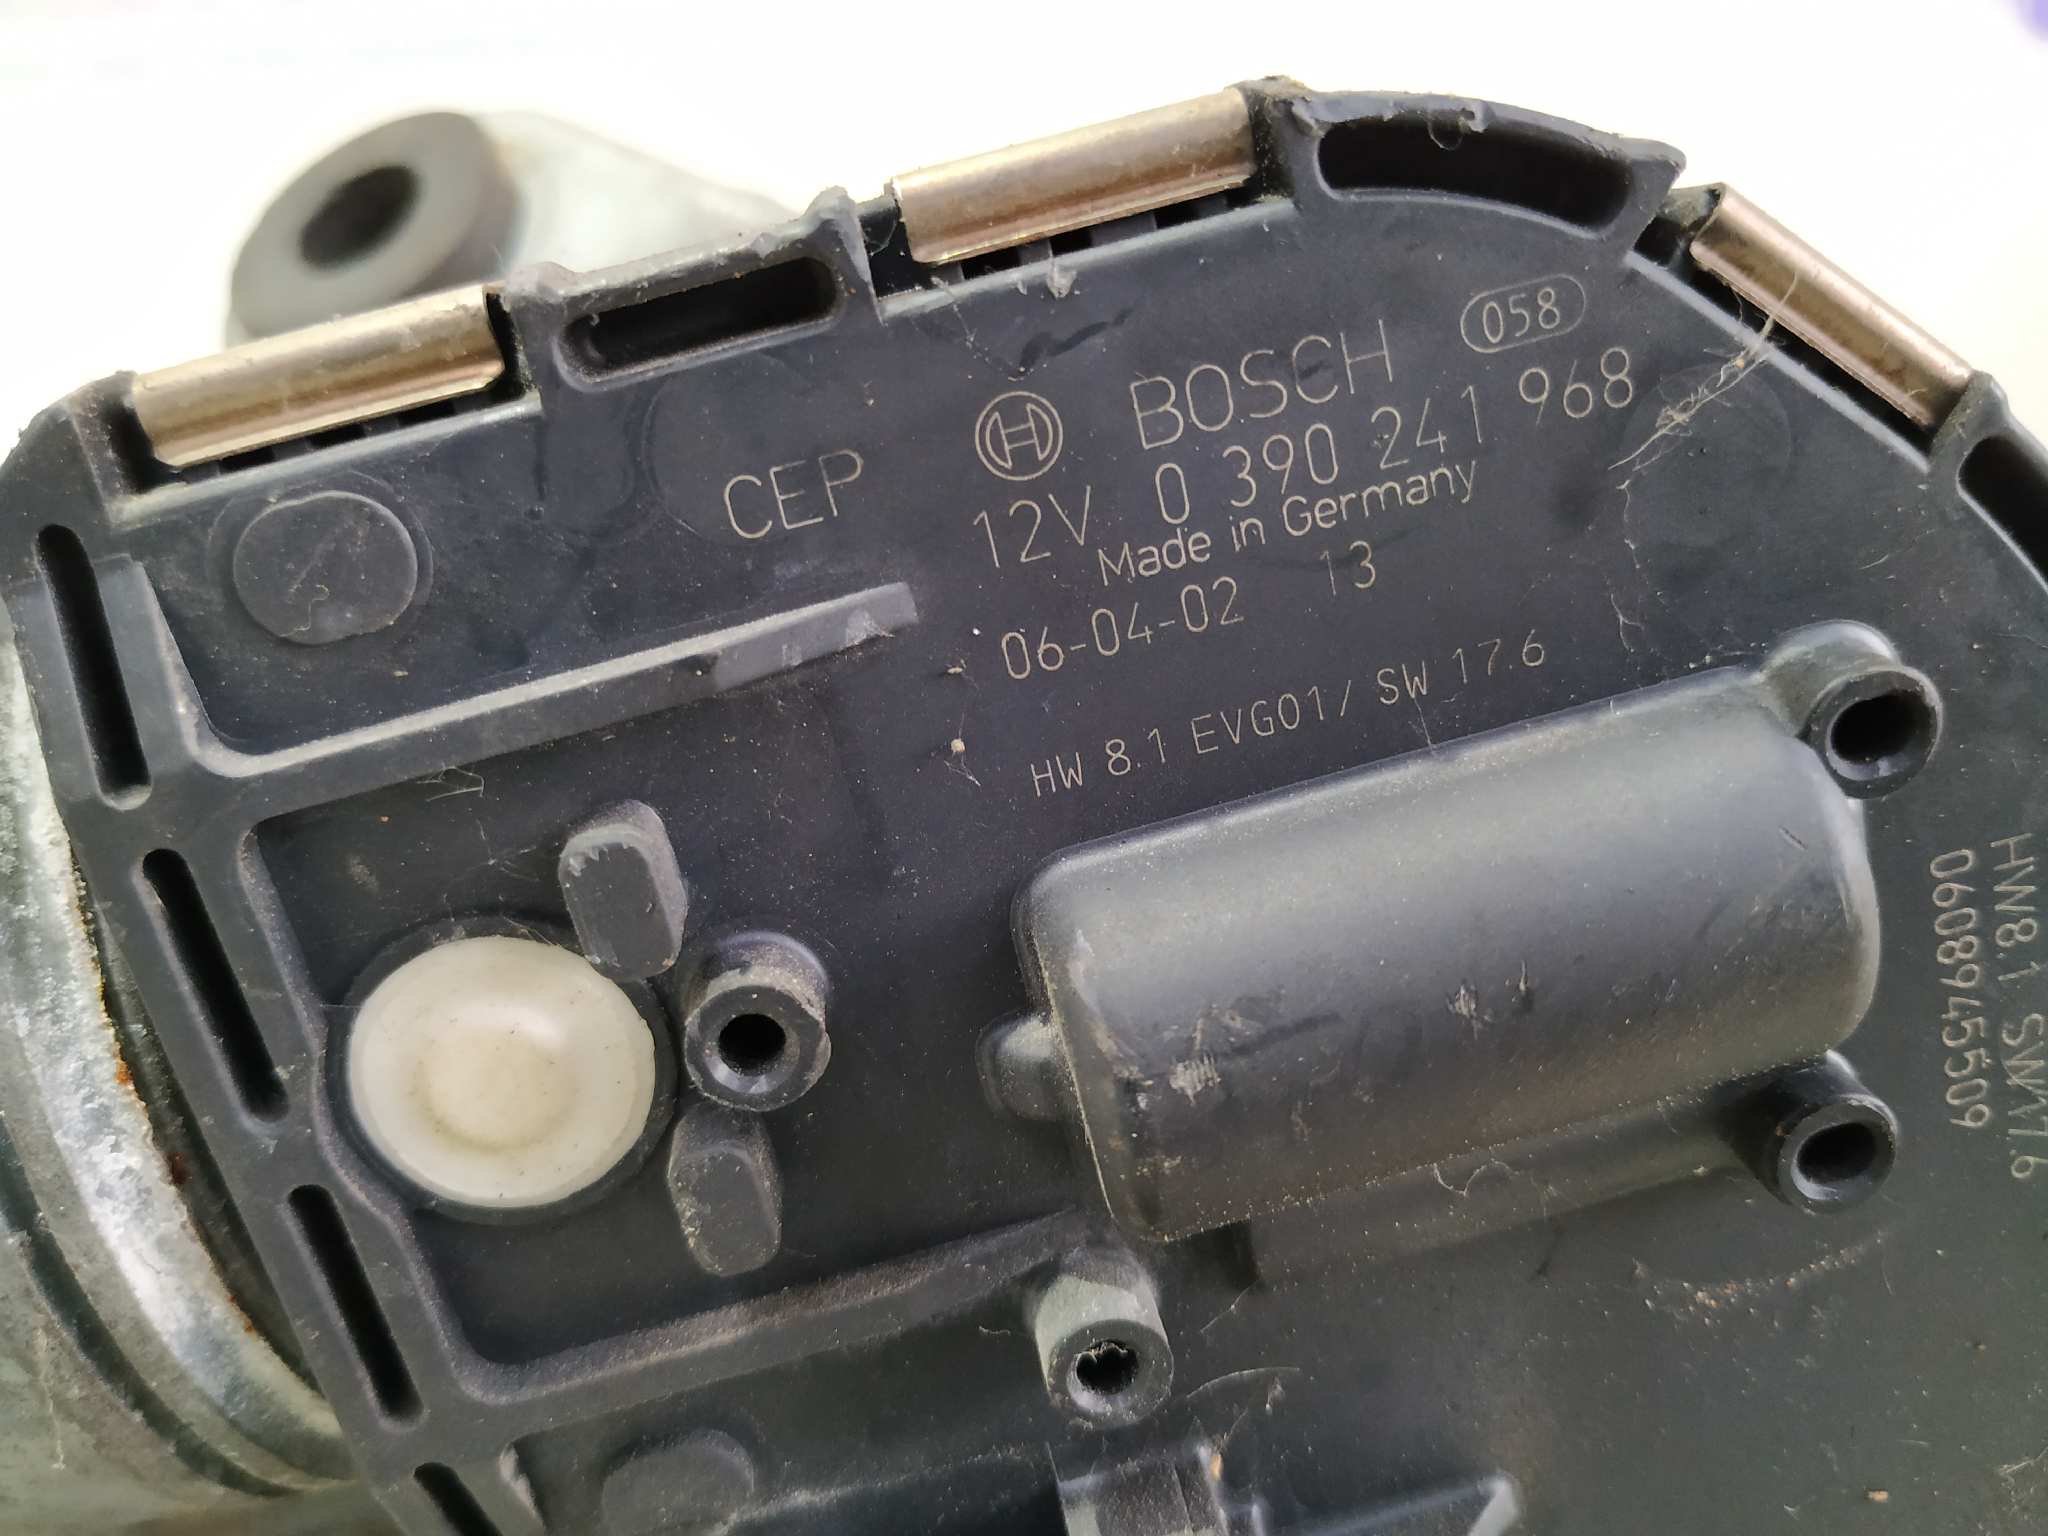 BOSCH 058
CEP 12V 0 390 241 968
Made in Germany
06-04-02 13
HW 8.1 EVG01/ SW 17.6
HW8.1 SW17.6
0608945509